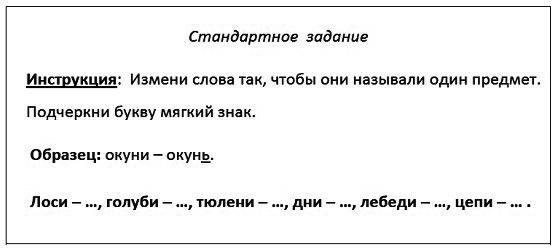 Стандартное задание
Инструкция: Измени слова так, чтобы они называли один предмет.
Подчеркни букву мягкий знак.
Образец: окуни – окунь.
Лоси – ..., голуби – ..., тюлени – ..., дни – ..., лебеди – ..., цепи – ... .